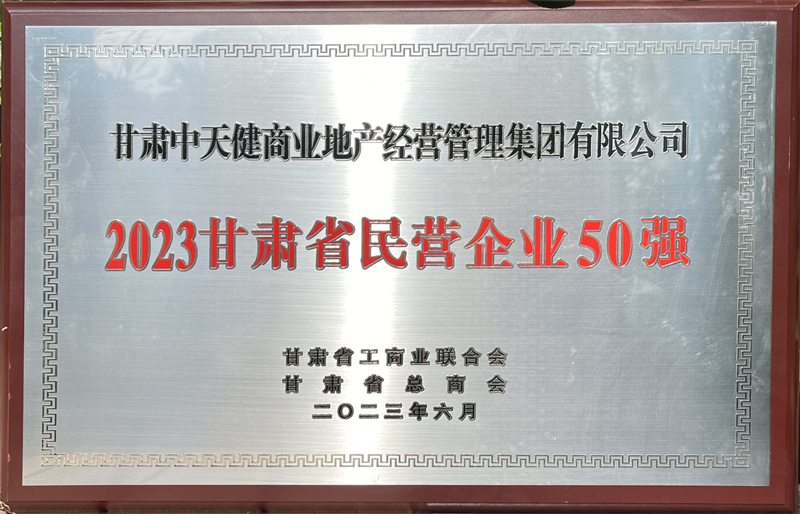 甘肃中天健商业地产经营管理集团有限公司
2023甘肃省民营企业50强
甘肃省工商业联合会
甘肃省总商会
二〇二三年六月